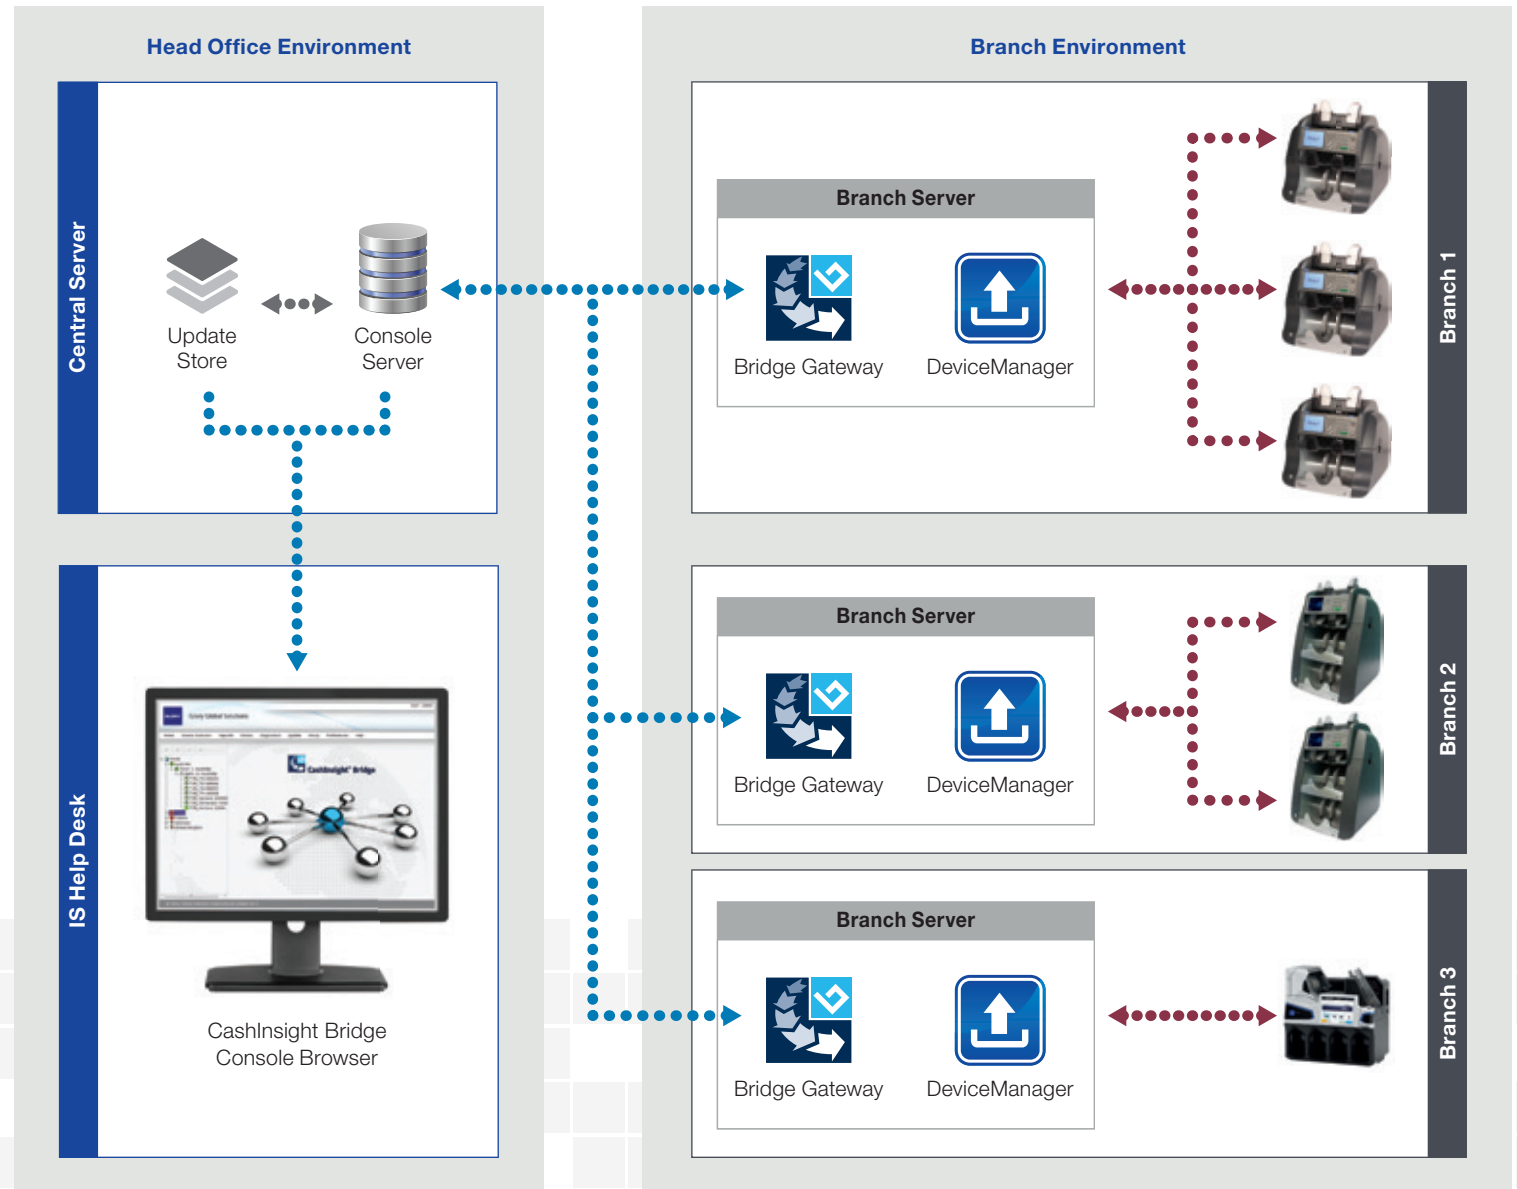 Head Office Environment
Central Server
Update
Store
Console
Server
IS Help Desk
CashInsight Bridge
CashInsight Bridge
Console Browser
Branch Environment
Branch Server
Bridge Gateway
DeviceManager
Branch 1
Branch Server
Bridge Gateway
DeviceManager
Branch 2
Branch Server
Bridge Gateway
DeviceManager
Branch 3